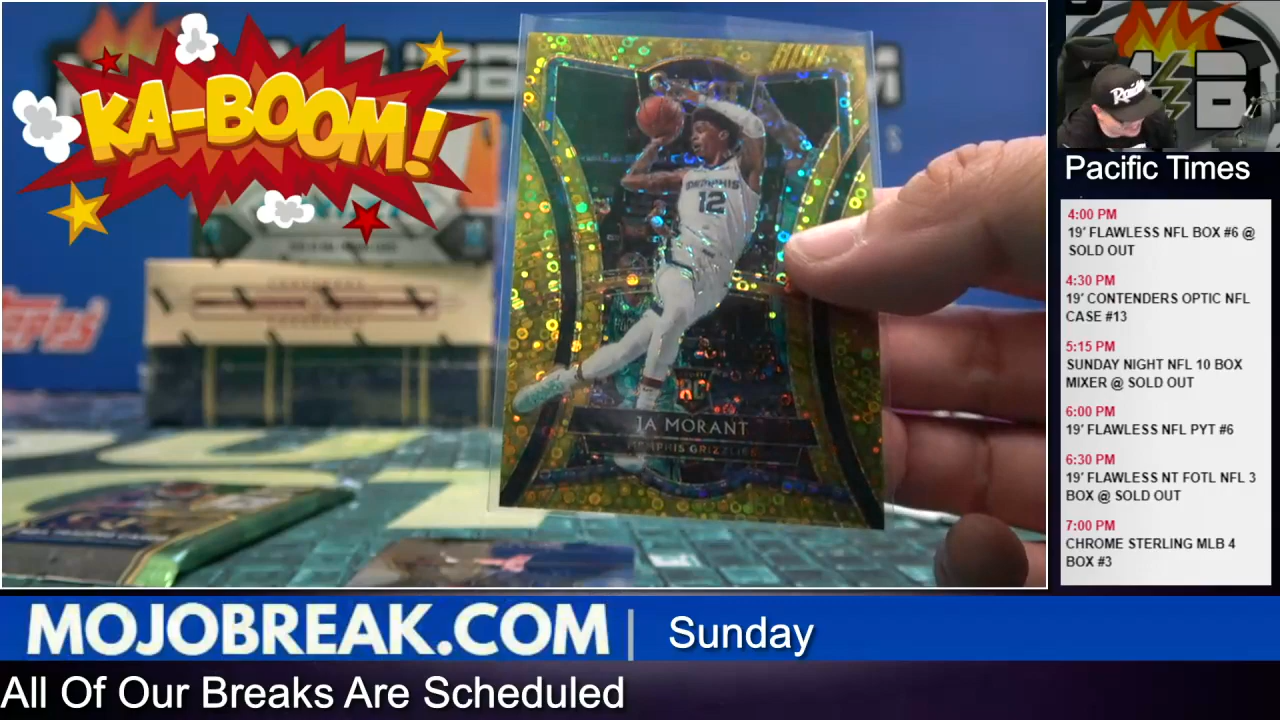 KA-BOOM!
MEMPHIS
12
RC
JA MORANT
MEMPHIS GRIZZLIES
Raiders
B
Pacific Times
4:00 PM
19' FLAWLESS NFL BOX #6 @
SOLD OUT
4:30 PM
19' CONTENDERS OPTIC NFL
CASE #13
5:15 PM
SUNDAY NIGHT NFL 10 BOX
MIXER @ SOLD OUT
6:00 PM
19' FLAWLESS NFL PYT #6
6:30 PM
19' FLAWLESS NT FOTL NFL 3
BOX @ SOLD OUT
7:00 PM
CHROME STERLING MLB 4
BOX #3
MOJOBREAK.COM | Sunday
All Of Our Breaks Are Scheduled